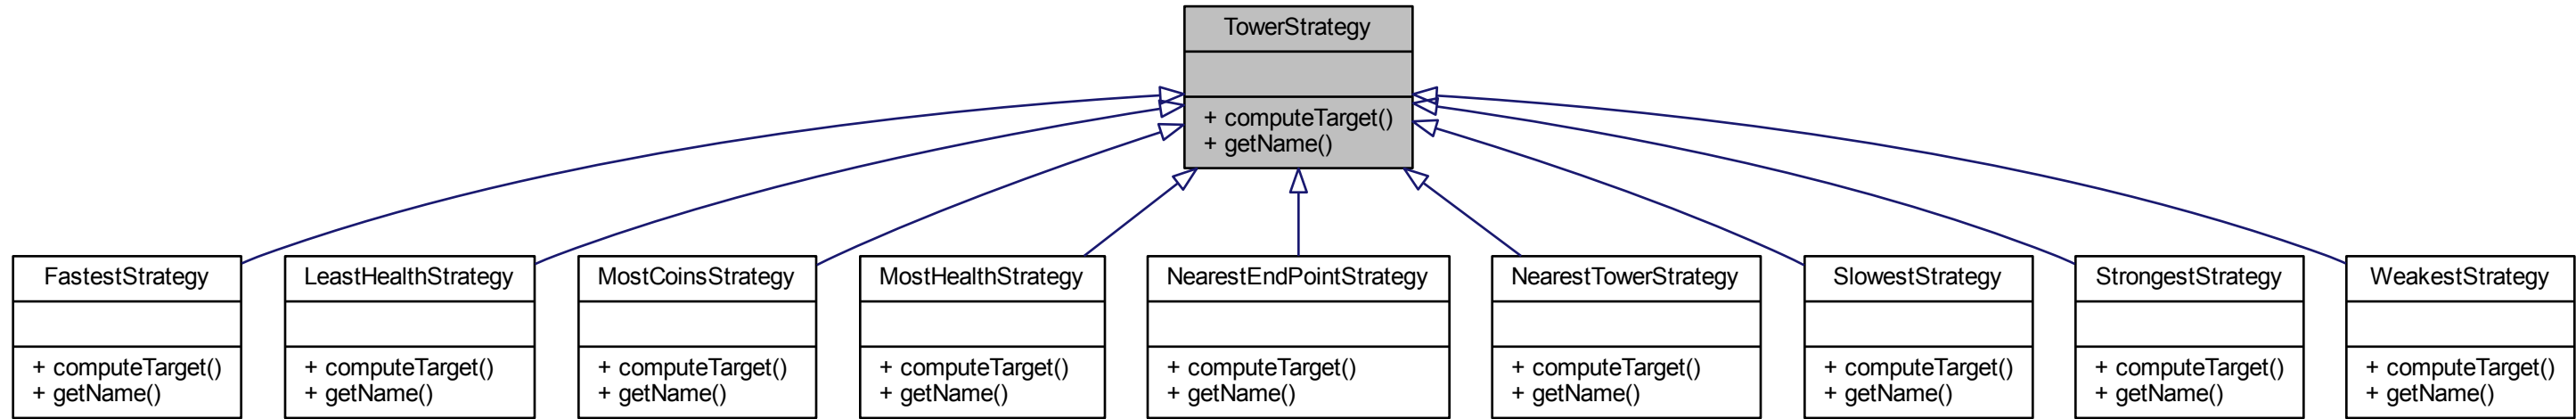 TowerStrategy
+ computeTarget()
+ getName()
FastestStrategy
+ computeTarget()
+ getName()
LeastHealthStrategy
+ computeTarget()
+ getName()
MostCoinsStrategy
+ computeTarget()
+ getName()
MostHealthStrategy
+ computeTarget()
+ getName()
NearestEndPointStrategy
+ computeTarget()
+ getName()
NearestTowerStrategy
+ computeTarget()
+ getName()
SlowestStrategy
+ computeTarget()
+ getName()
StrongestStrategy
+ computeTarget()
+ getName()
WeakestStrategy
+ computeTarget()
+ getName()